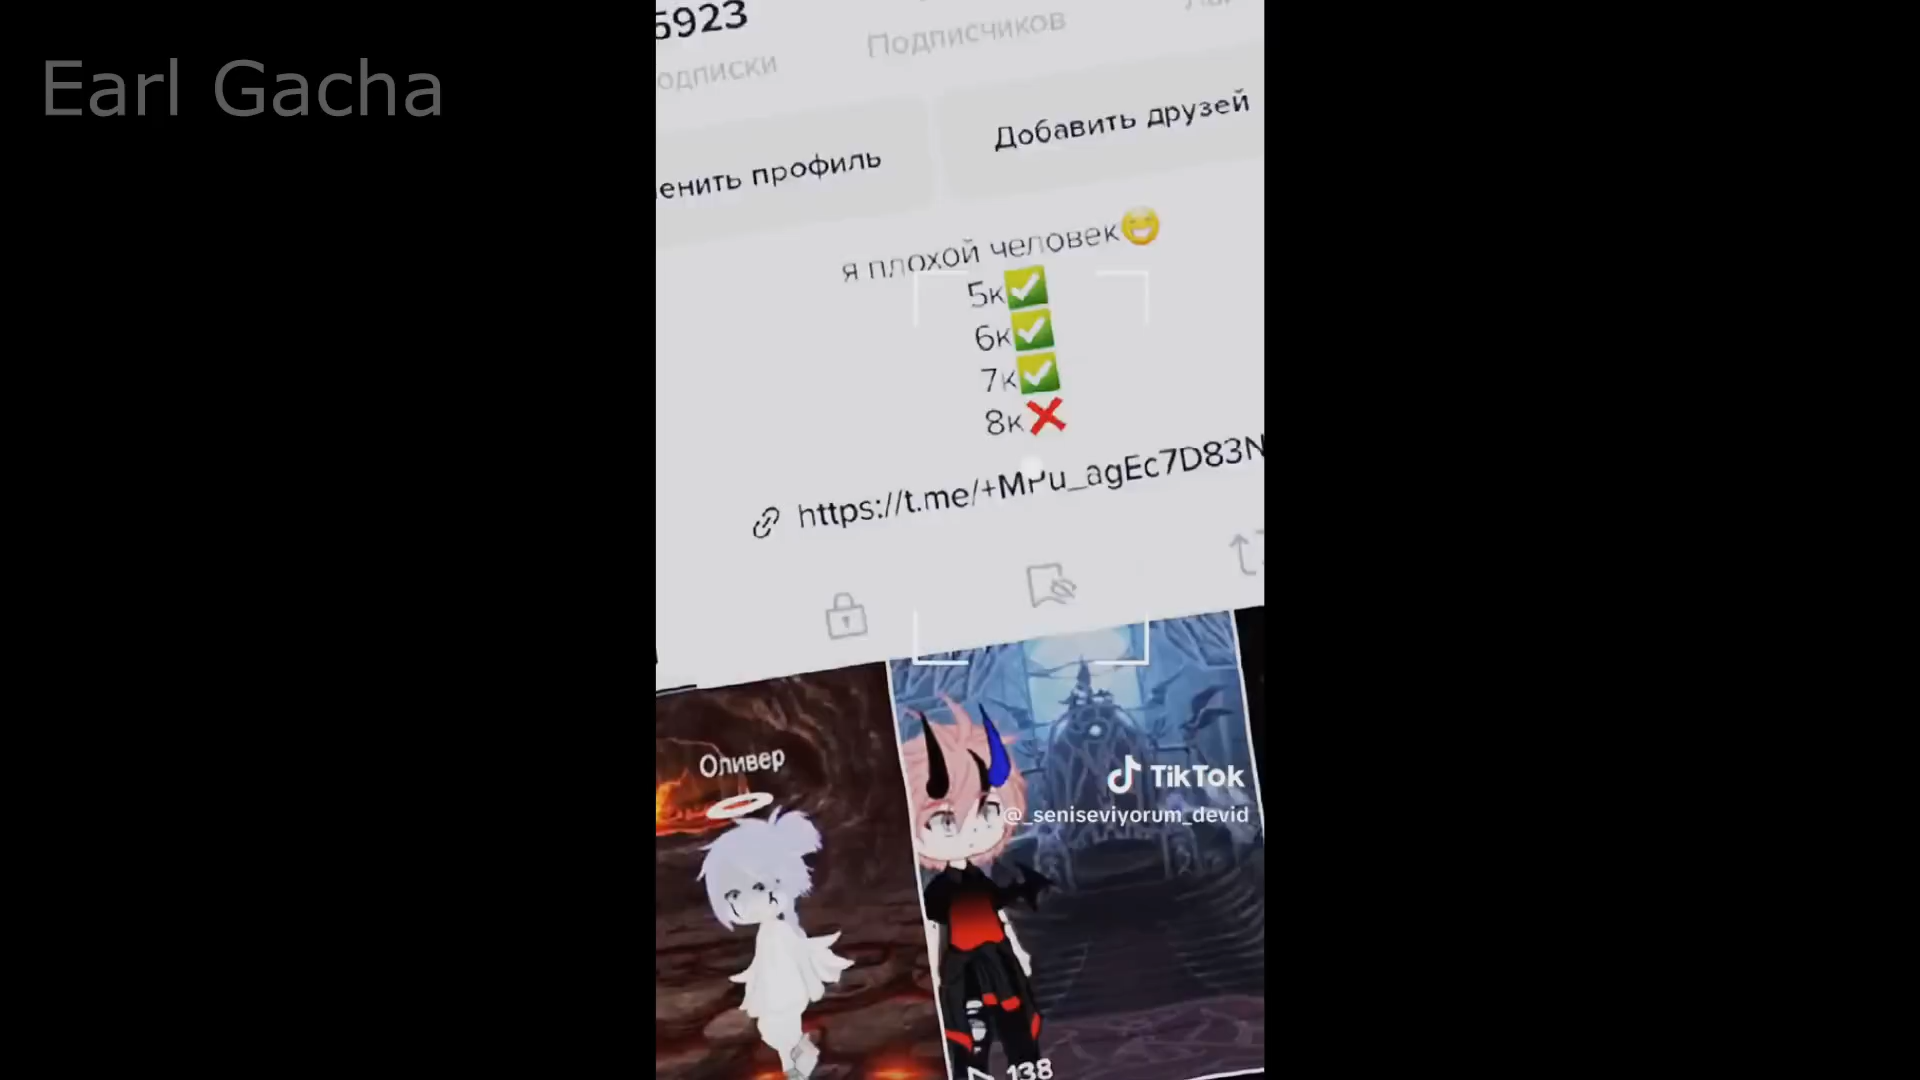 Earl Gacha
5923
одписки
Подписчиков
енить профиль
Добавить друзей
я плохой человек😁
5к✅
6к✅
7к✅
8к❌
https://t.me/+MPu_agEc7D83N
Оливер
TikTok
@_seniseviyorum_devid
138